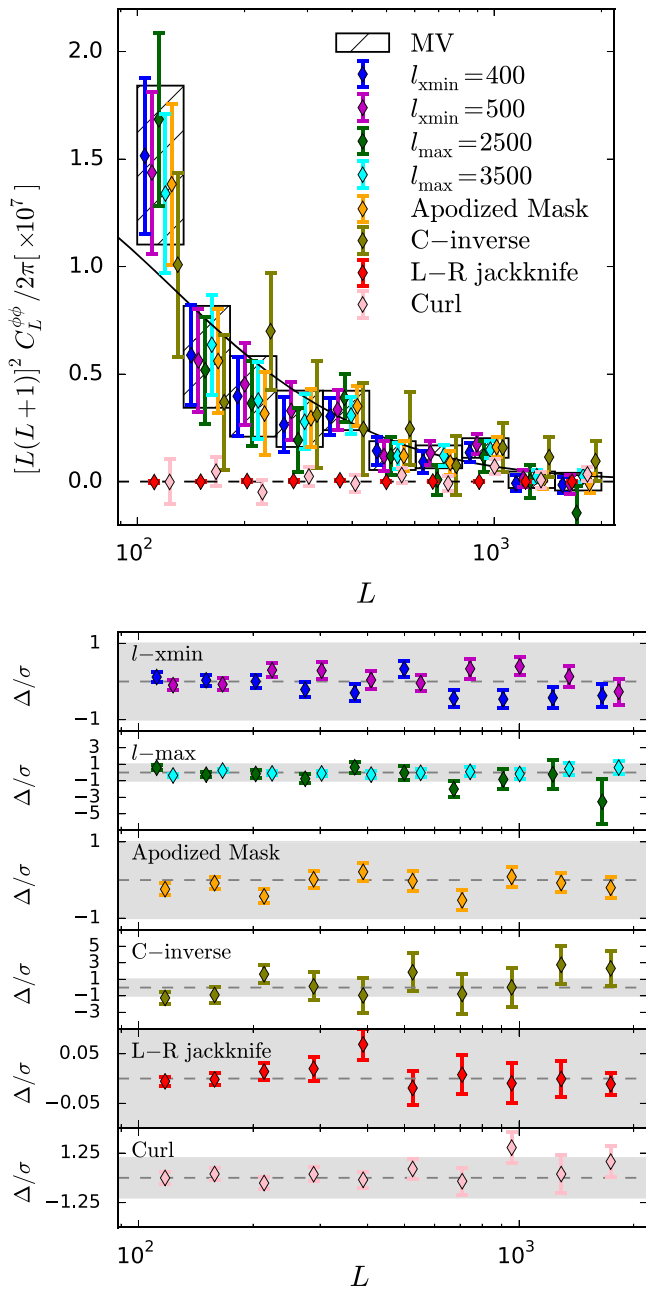 2.0
1.5
1.0
0.5
0.0
[L(L+1)]² C_L^{ϕϕ}/2π[×10⁷]
MV
l_xmin=400
l_xmin=500
l_max=2500
l_max=3500
Apodized Mask
C−inverse
L−R jackknife
Curl
10² 10³
L
1
l−xmin
Δ/σ
−1
3
l−max
1
Δ/σ
−1
−3
−5
1
Apodized Mask
Δ/σ
−1
5
C−inverse
3
1
Δ/σ
−1
−3
L−R jackknife
0.05
Δ/σ
−0.05
Curl
1.25
Δ/σ
−1.25
10² 10³
L